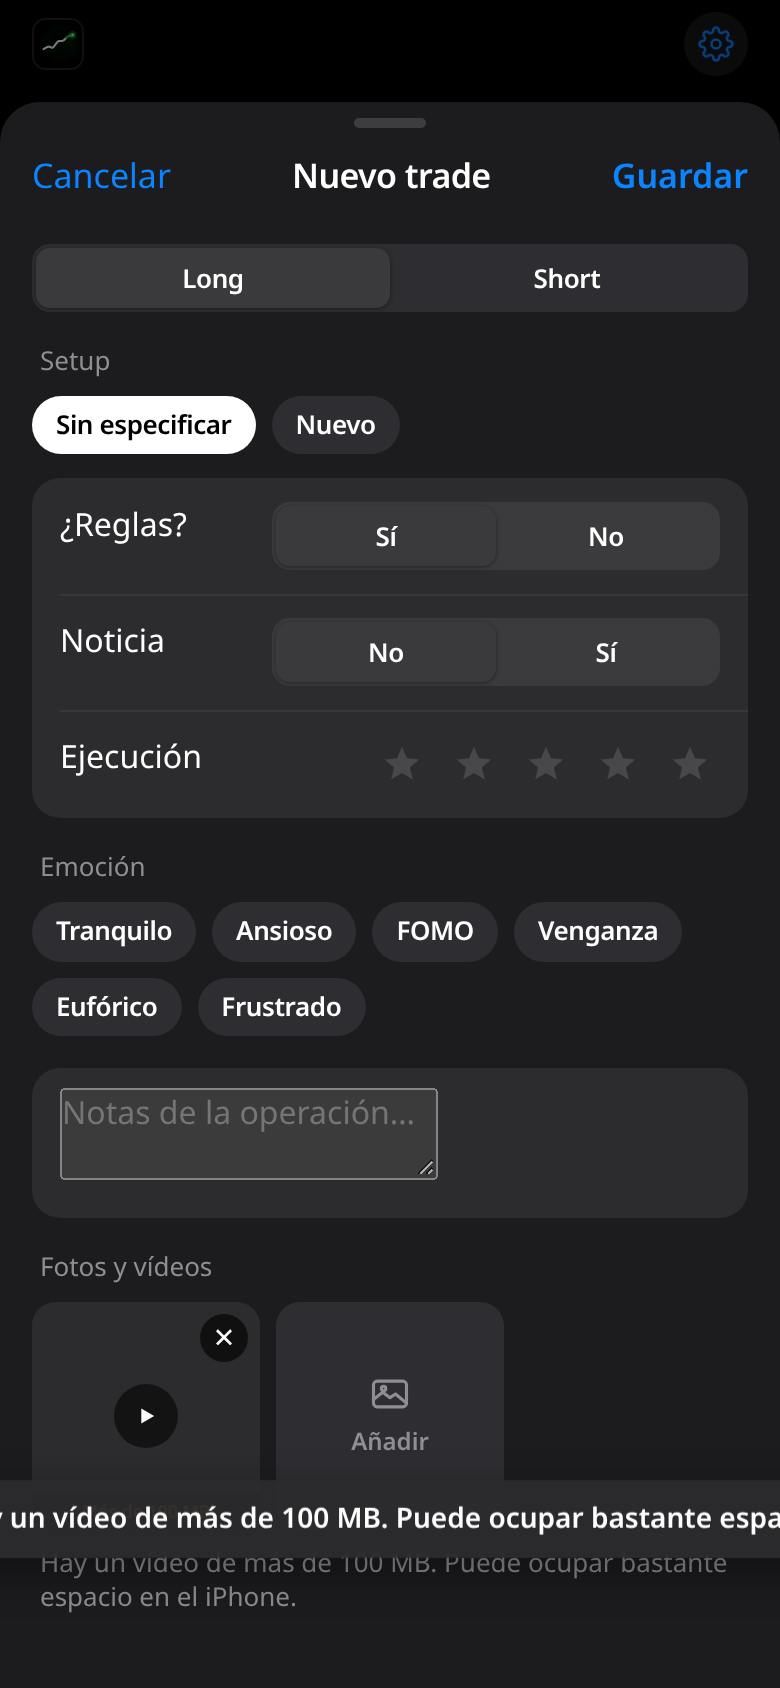 Cancelar
Nuevo trade
Guardar
Long
Short
Setup
Sin especificar
Nuevo
¿Reglas?
Sí
No
Noticia
No
Sí
Ejecución
Emoción
Tranquilo
Ansioso
FOMO
Venganza
Eufórico
Frustrado
Notas de la operación...
Fotos y vídeos
Añadir
un vídeo de más de 100 MB. Puede ocupar bastante
Hay un vídeo de más de 100 MB. Puede ocupar bastante
espacio en el iPhone.